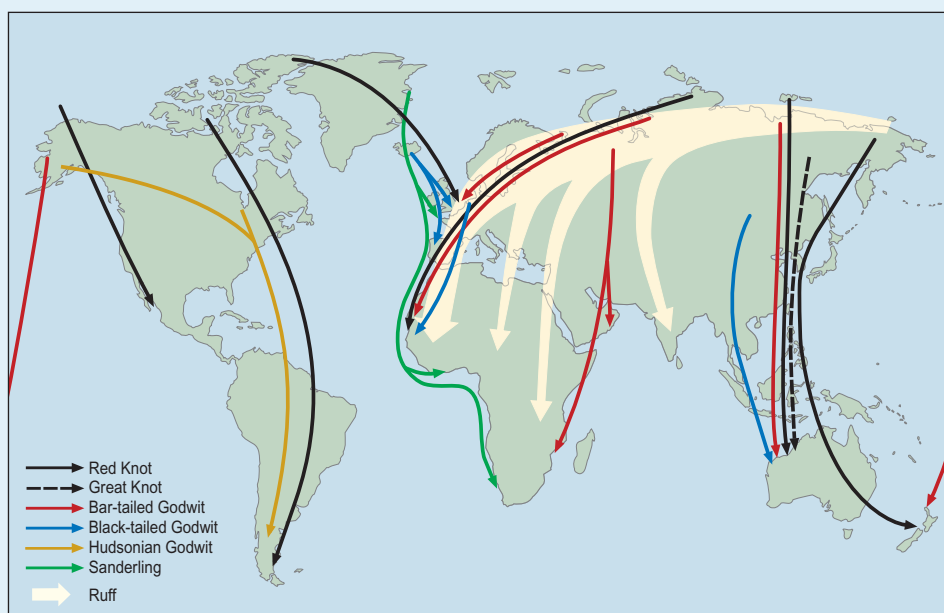 Red Knot
Great Knot
Bar-tailed Godwit
Black-tailed Godwit
Hudsonian Godwit
Sanderling
Ruff